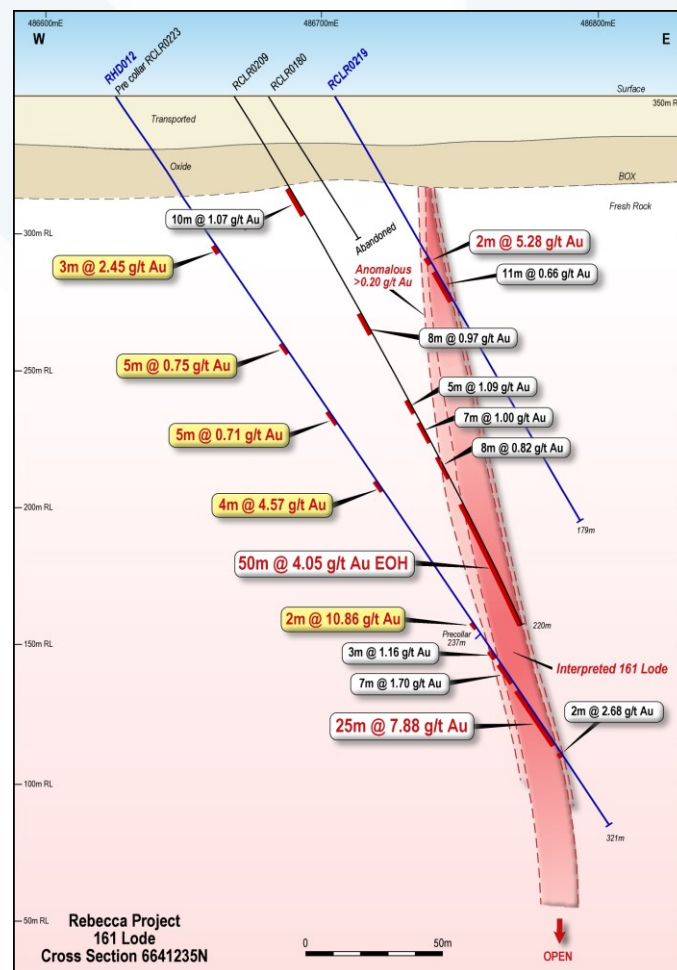 486600mE
486700mE
486800mE
W
E
RHD012
Pre collar RCLR0223
RCLR0209
RCLR0180
RCLR0219
Surface
350m R
Transported
Oxide
BOX
Fresh Rock
10m @ 1.07 g/t Au
300m RL
Abandoned
2m @ 5.28 g/t Au
3m @ 2.45 g/t Au
Anomalous
>0.20 g/t Au
11m @ 0.66 g/t Au
8m @ 0.97 g/t Au
5m @ 0.75 g/t Au
250m RL
5m @ 1.09 g/t Au
7m @ 1.00 g/t Au
5m @ 0.71 g/t Au
8m @ 0.82 g/t Au
4m @ 4.57 g/t Au
200m RL
179m
50m @ 4.05 g/t Au EOH
2m @ 10.86 g/t Au
220m
Precollar
237m
150m RL
3m @ 1.16 g/t Au
Interpreted 161 Lode
7m @ 1.70 g/t Au
2m @ 2.68 g/t Au
25m @ 7.88 g/t Au
100m RL
321m
50m RL
Rebecca Project
161 Lode
Cross Section 6641235N
0
50m
OPEN